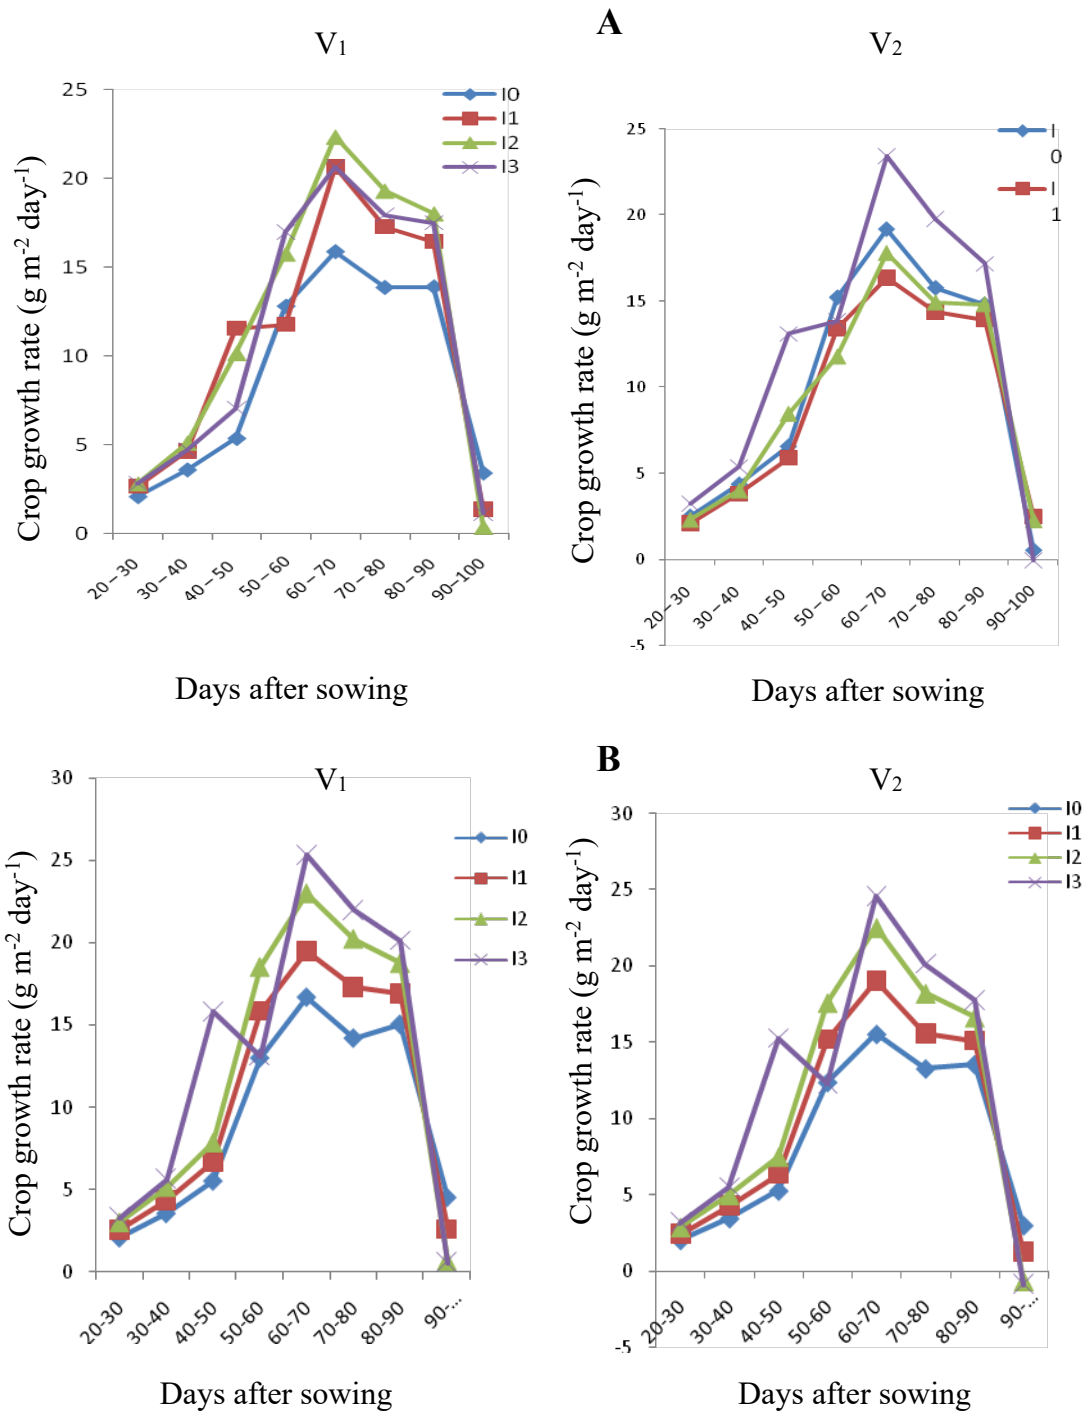 A
V1
V2
Crop growth rate (g m-2 day-1)
25
20
15
10
5
0
I0
I1
I2
I3
20-30
30-40
40-50
50-60
60-70
70-80
80-90
90-100
Days after sowing
Crop growth rate (g m-2 day-1)
25
20
15
10
5
0
-5
I
0
I
1
20-30
30-40
40-50
50-60
60-70
70-80
80-90
90-100
Days after sowing
B
V1
V2
Crop growth rate (g m-2 day-1)
30
25
20
15
10
5
0
I0
I1
I2
I3
20-30
30-40
40-50
50-60
60-70
70-80
80-90
90-...
Days after sowing
Crop growth rate (g m-2 day-1)
30
25
20
15
10
5
0
-5
I0
I1
I2
I3
20-30
30-40
40-50
50-60
60-70
70-80
80-90
90-...
Days after sowing